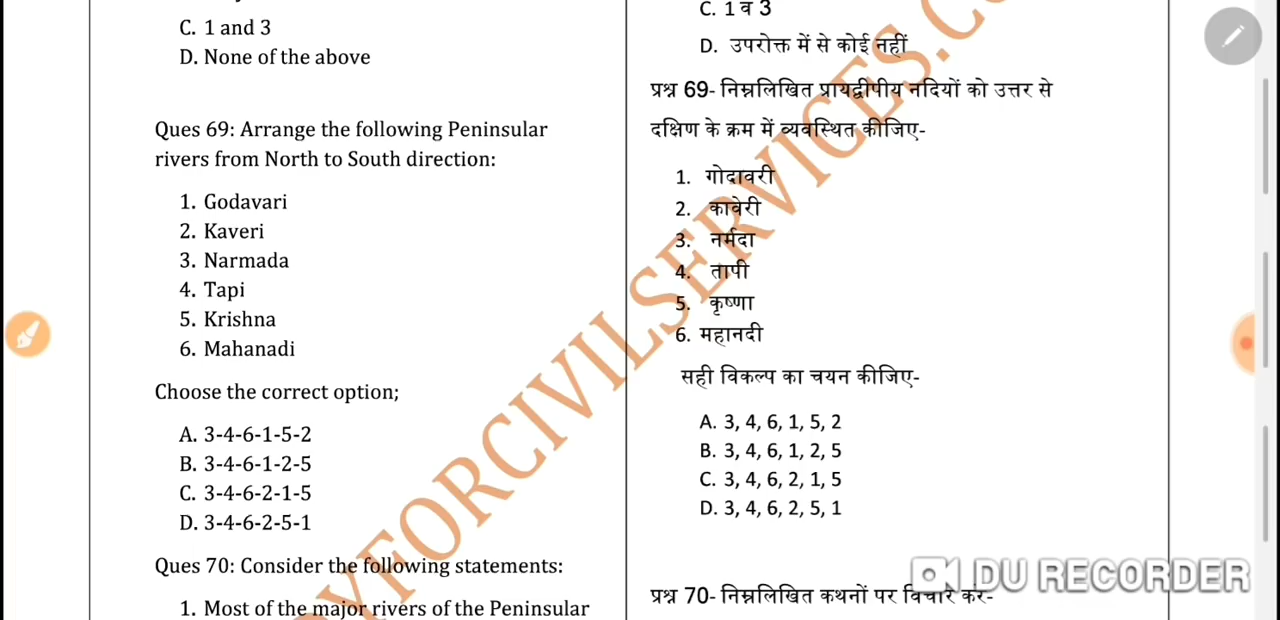 C. 1 and 3
D. None of the above
Ques 69: Arrange the following Peninsular
rivers from North to South direction:
1. Godavari
2. Kaveri
3. Narmada
4. Tapi
5. Krishna
6. Mahanadi
Choose the correct option;
A. 3-4-6-1-5-2
B. 3-4-6-1-2-5
C. 3-4-6-2-1-5
D. 3-4-6-2-5-1
Ques 70: Consider the following statements:
1. Most of the major rivers of the Peninsular
C. 1 व 3
D. उपरोक्त में से कोई नहीं
प्रश्न 69- निम्नलिखित प्रायद्वीपीय नदियों को उत्तर से
दक्षिण के क्रम में व्यवस्थित कीजिए-
1. गोदावरी
2. कावेरी
3. नर्मदा
4. तापी
5. कृष्णा
6. महानदी
सही विकल्प का चयन कीजिए-
A. 3, 4, 6, 1, 5, 2
B. 3, 4, 6, 1, 2, 5
C. 3, 4, 6, 2, 1, 5
D. 3, 4, 6, 2, 5, 1
प्रश्न 70- निम्नलिखित कथनों पर विचार करें-
YFORCIVILSERVICES.CO
DU RECORDER